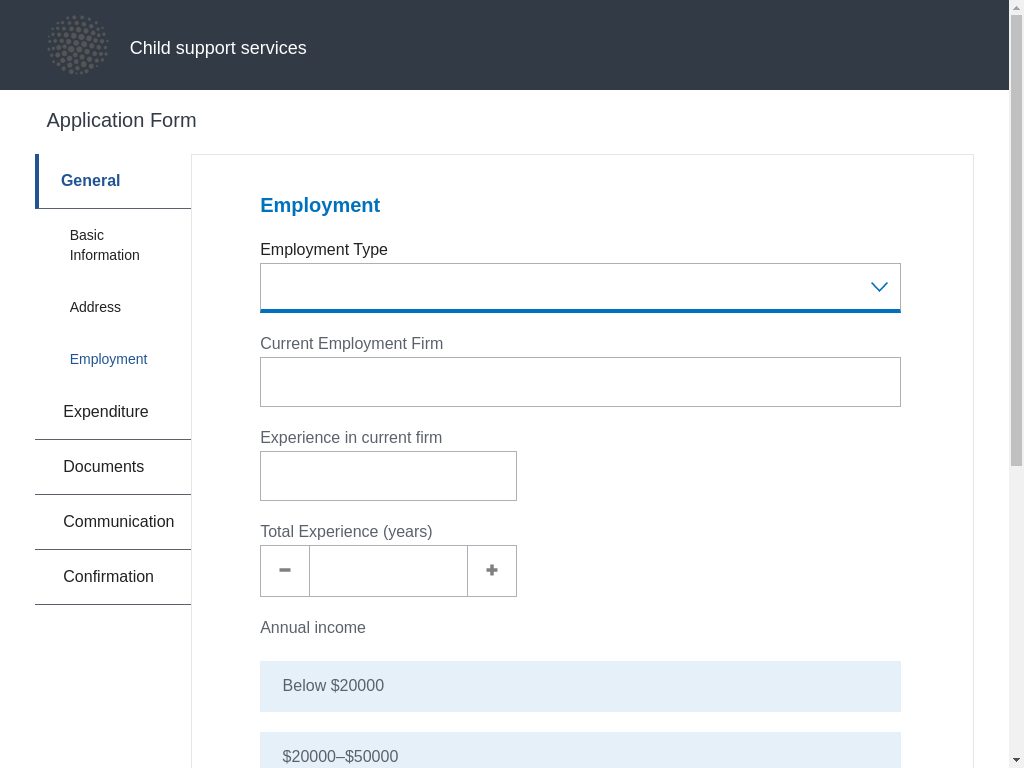 Child support services
Application Form
General
Basic
Information
Address
Employment
Expenditure
Documents
Communication
Confirmation
Employment
Employment Type
Current Employment Firm
Experience in current firm
Total Experience (years)
Annual income
Below $20000
$20000–$50000